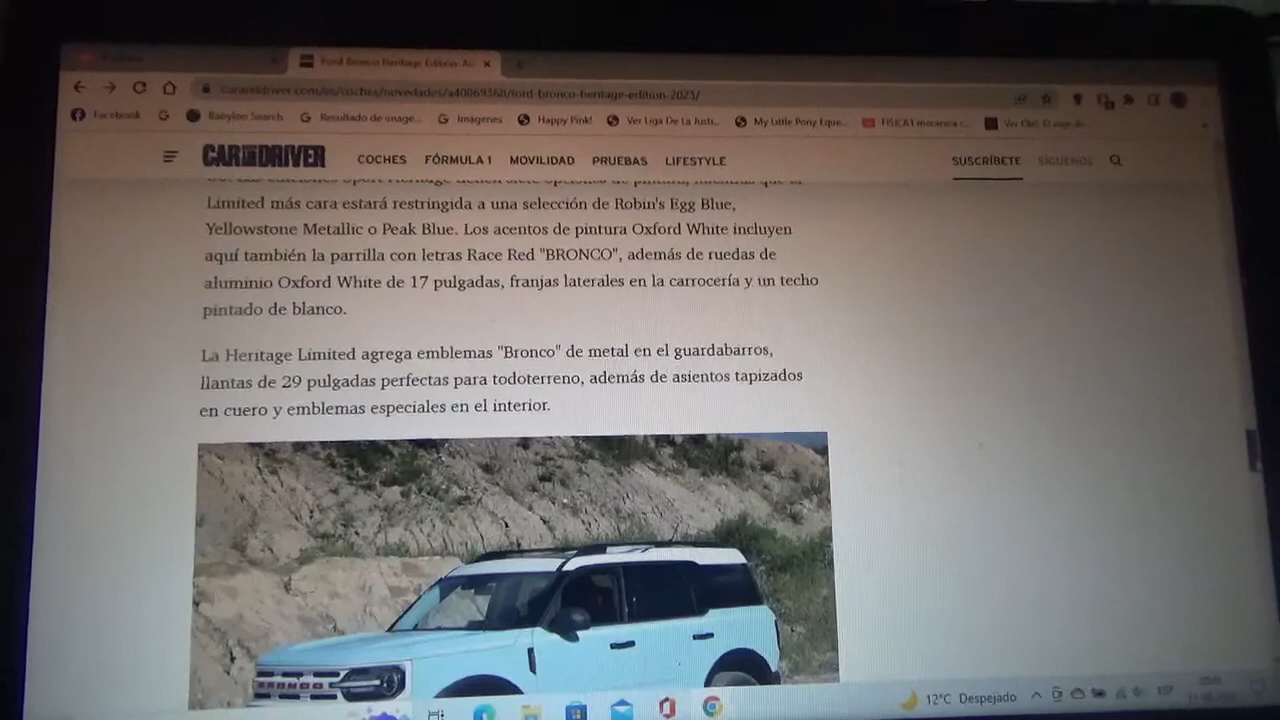 Ford Bronco Heritage Edition: Au
caranddriver.com/es/coches/novedades/a40869368/ford-bronco-heritage-edition-2023/
Facebook
Babylon Search
Resultado de image...
Imágenes
Happy Pink!
Ver Liga De La Justi...
My Little Pony Eque...
FISICA1 mecanica c...
CAR AND DRIVER
COCHES
FÓRMULA 1
MOVILIDAD
PRUEBAS
LIFESTYLE
SUSCRÍBETE
SÍGUENOS
Limited más cara estará restringida a una selección de Robin's Egg Blue,
Yellowstone Metallic o Peak Blue. Los acentos de pintura Oxford White incluyen
aquí también la parrilla con letras Race Red "BRONCO", además de ruedas de
aluminio Oxford White de 17 pulgadas, franjas laterales en la carrocería y un techo
pintado de blanco.
La Heritage Limited agrega emblemas "Bronco" de metal en el guardabarros,
llantas de 29 pulgadas perfectas para todoterreno, además de asientos tapizados
en cuero y emblemas especiales en el interior.
BRONCO
12°C Despejado
ESP